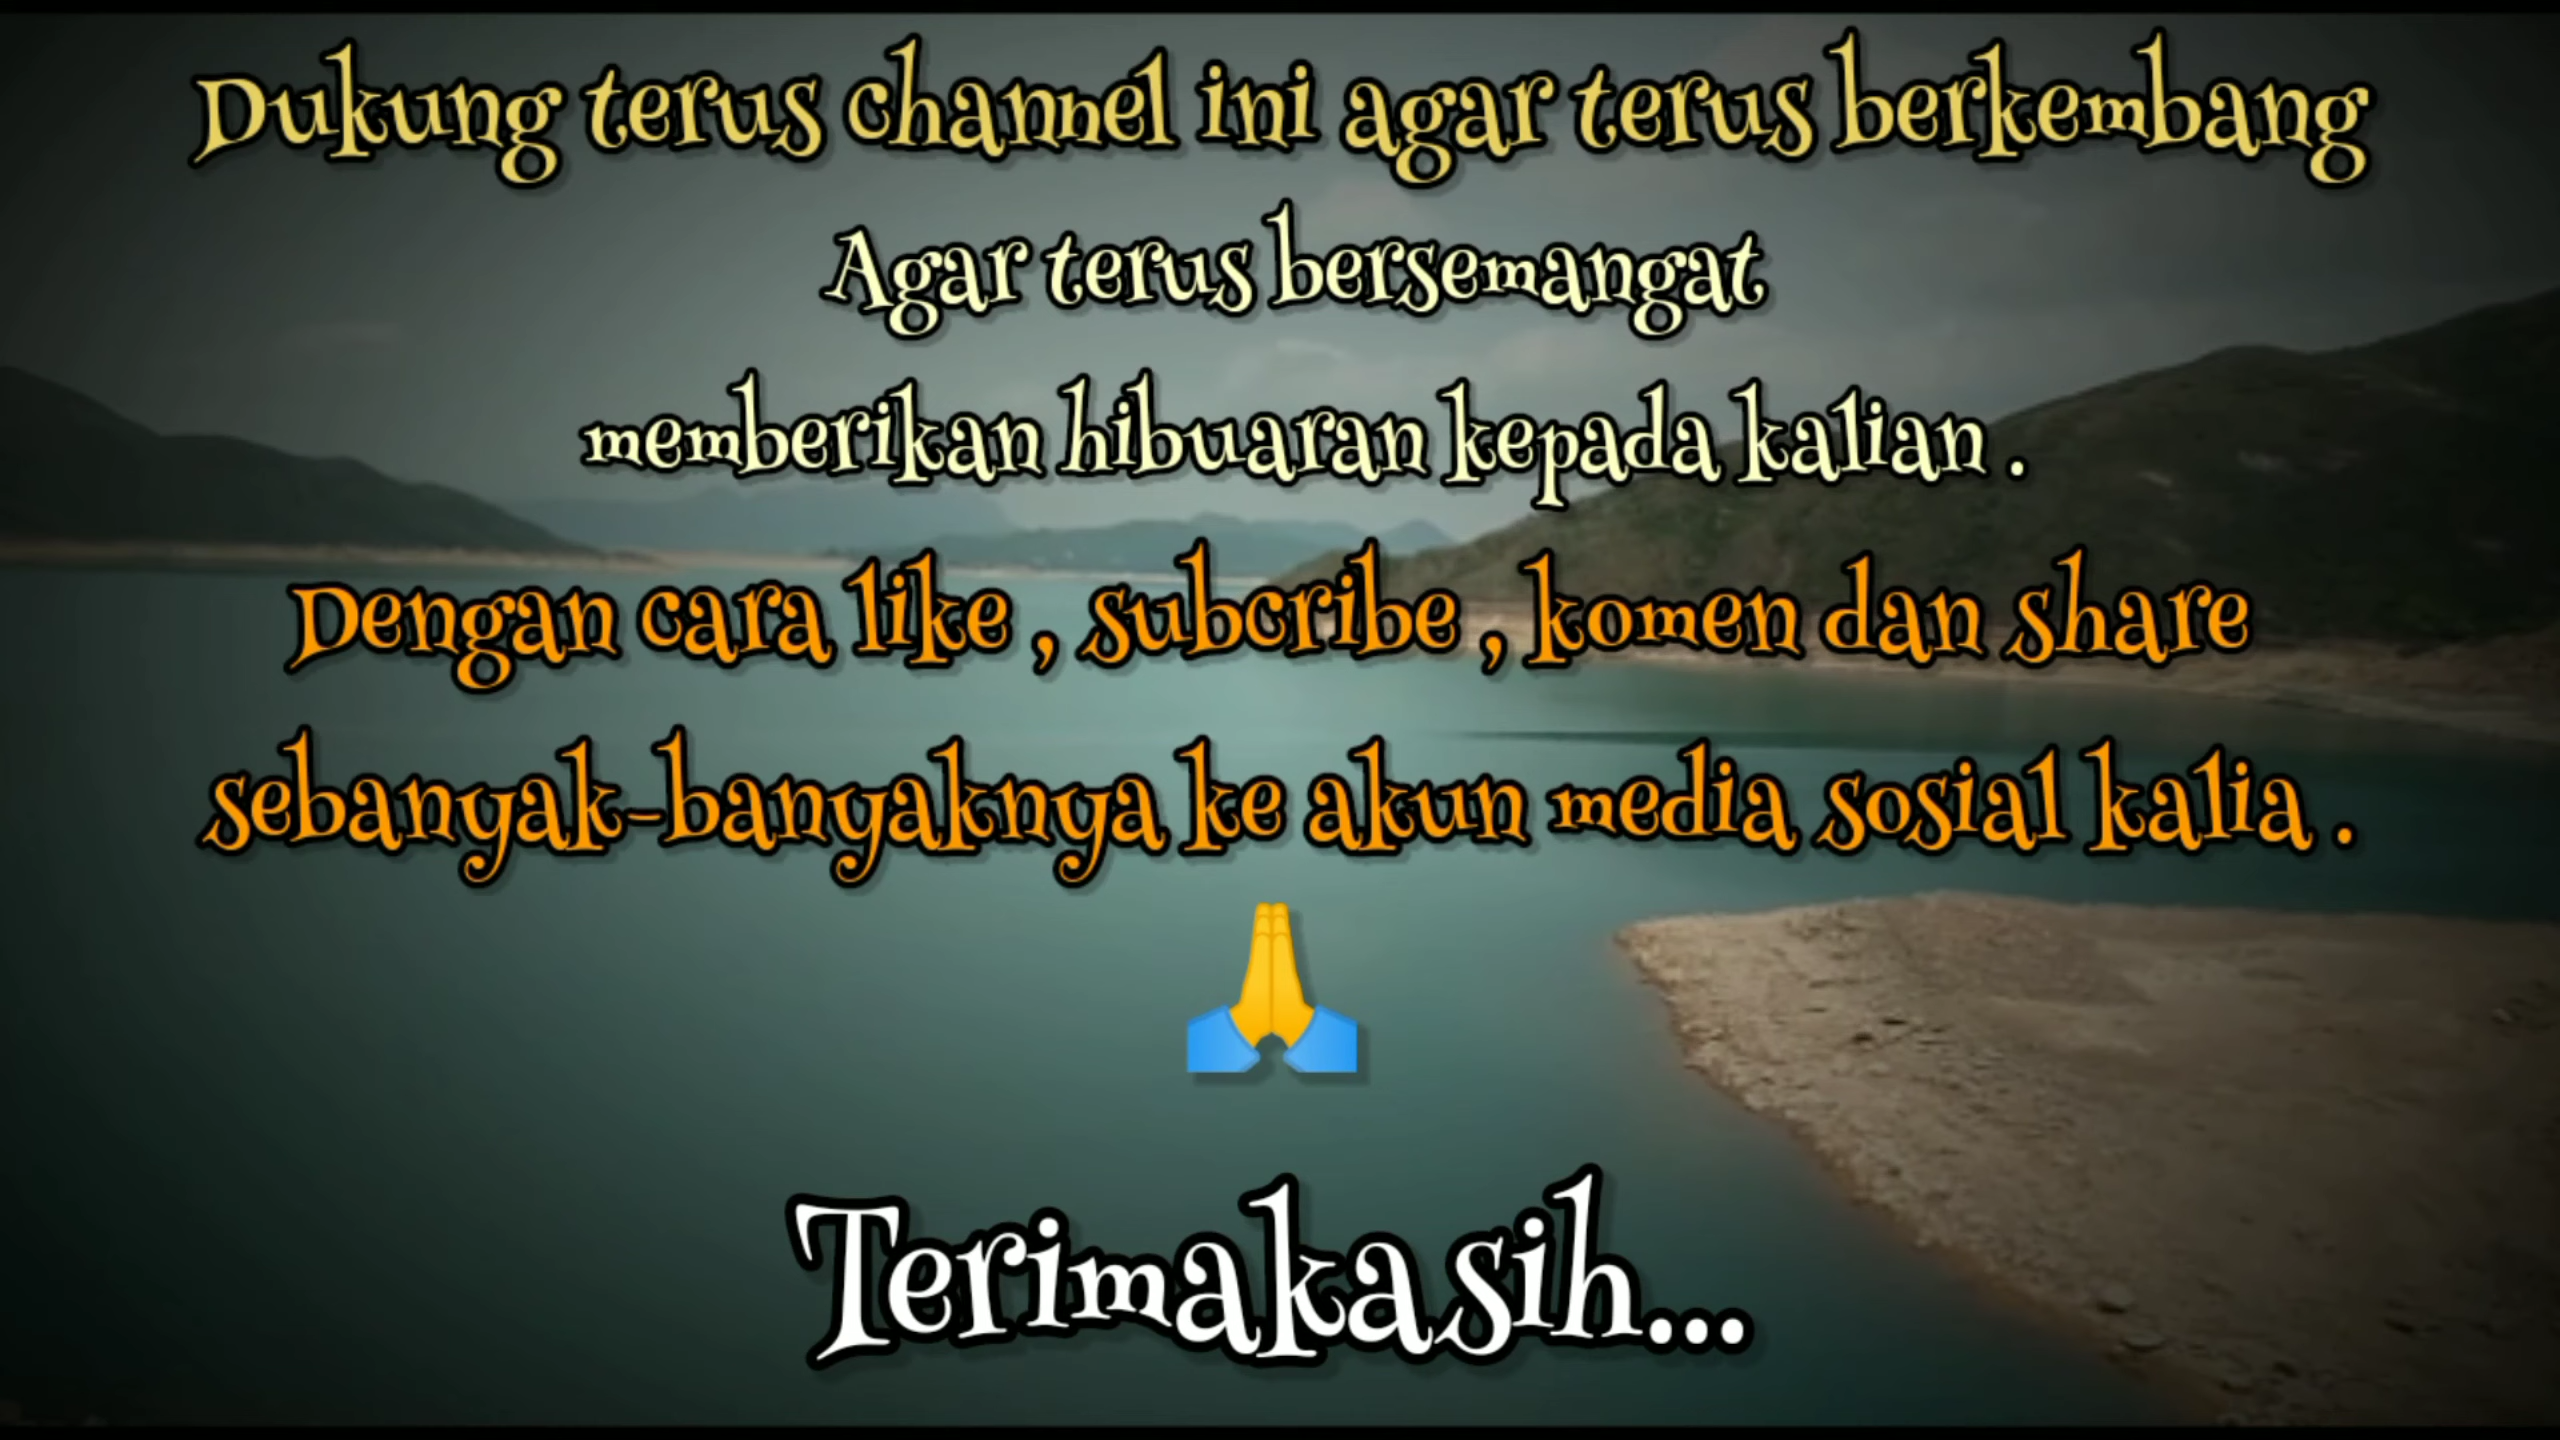 Dukung terus channel ini agar terus berkembang
Agar terus bersemangat
memberikan hibuaran kepada kalian .
Dengan cara like , subcribe , komen dan share
sebanyak-banyaknya ke akun media sosial kalia .
🙏
Terimakasih...